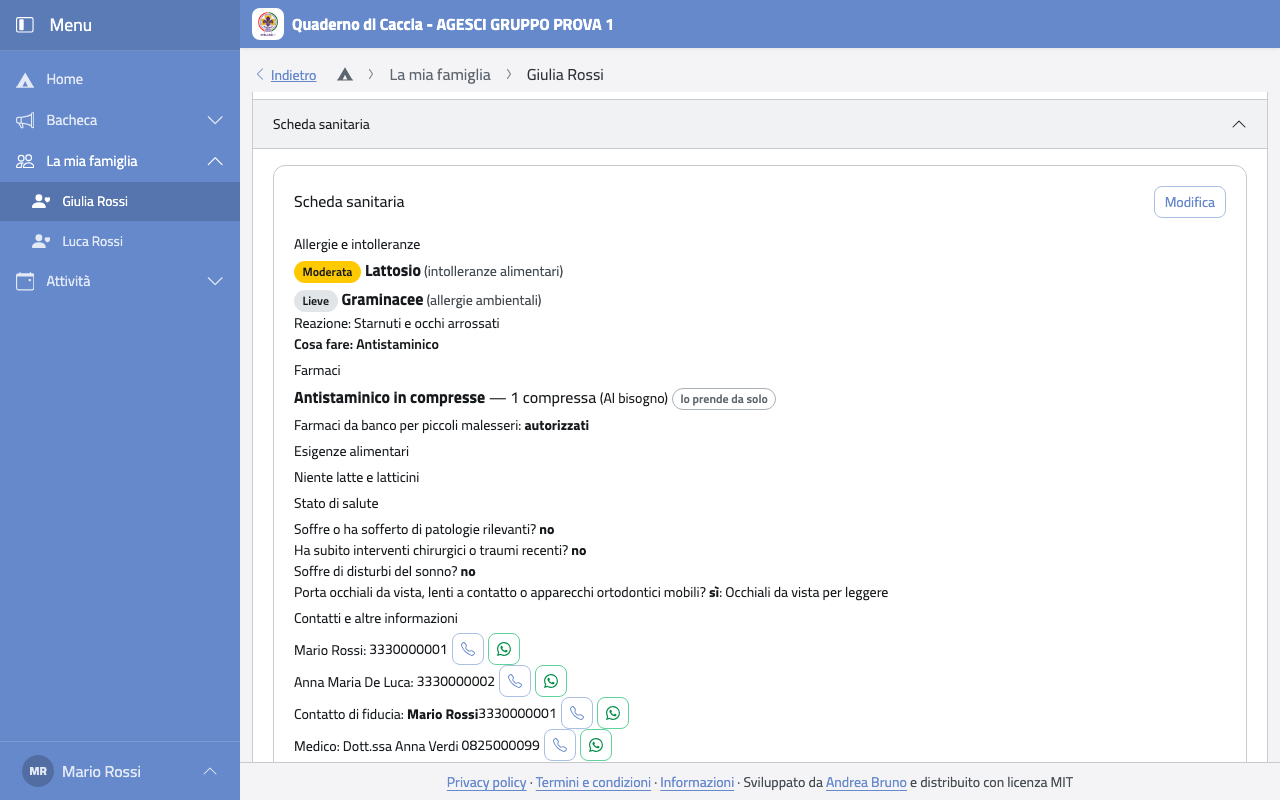 Menu
Quaderno di Caccia - AGESCI GRUPPO PROVA 1
Home
Bacheca
La mia famiglia
Giulia Rossi
Luca Rossi
Attività
MR Mario Rossi
Indietro La mia famiglia Giulia Rossi
Scheda sanitaria
Scheda sanitaria
Modifica
Allergie e intolleranze
Moderata Lattosio (intolleranze alimentari)
Lieve Graminacee (allergie ambientali)
Reazione: Starnuti e occhi arrossati
Cosa fare: Antistaminico
Farmaci
Antistaminico in compresse — 1 compressa (Al bisogno) lo prende da solo
Farmaci da banco per piccoli malesseri: autorizzati
Esigenze alimentari
Niente latte e latticini
Stato di salute
Soffre o ha sofferto di patologie rilevanti? no
Ha subito interventi chirurgici o traumi recenti? no
Soffre di disturbi del sonno? no
Porta occhiali da vista, lenti a contatto o apparecchi ortodontici mobili? sì: Occhiali da vista per leggere
Contatti e altre informazioni
Mario Rossi: 3330000001
Anna Maria De Luca: 3330000002
Contatto di fiducia: Mario Rossi3330000001
Medico: Dott.ssa Anna Verdi 0825000099
Privacy policy · Termini e condizioni · Informazioni · Sviluppato da Andrea Bruno e distribuito con licenza MIT